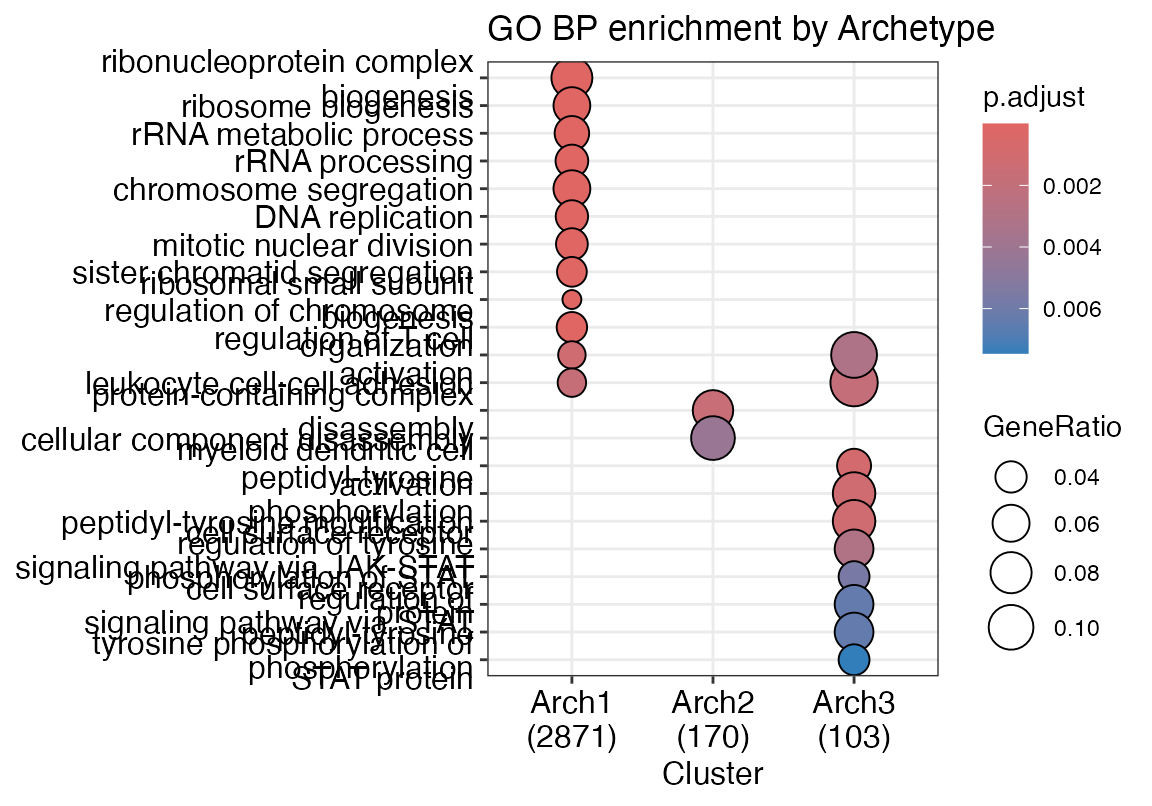 GO BP enrichment by Archetype
ribonucleoprotein complex
biogenesis
ribosome biogenesis
rRNA metabolic process
rRNA processing
chromosome segregation
DNA replication
mitotic nuclear division
sister chromatid segregation
ribosomal small subunit
biogenesis
regulation of chromosome
organization
regulation of T cell
activation
leukocyte cell-cell adhesion
protein-containing complex
disassembly
cellular component disassembly
myeloid dendritic cell
activation
peptidyl-tyrosine
phosphorylation
peptidyl-tyrosine modification
cell surface receptor
signaling pathway via JAK-STAT
regulation of tyrosine
phosphorylation of STAT
protein
cell surface receptor
signaling pathway via STAT
regulation of
peptidyl-tyrosine
phosphorylation
tyrosine phosphorylation of
STAT protein
Arch1
(2871)
Arch2
(170)
Arch3
(103)
Cluster
p.adjust
0.002
0.004
0.006
GeneRatio
0.04
0.06
0.08
0.10